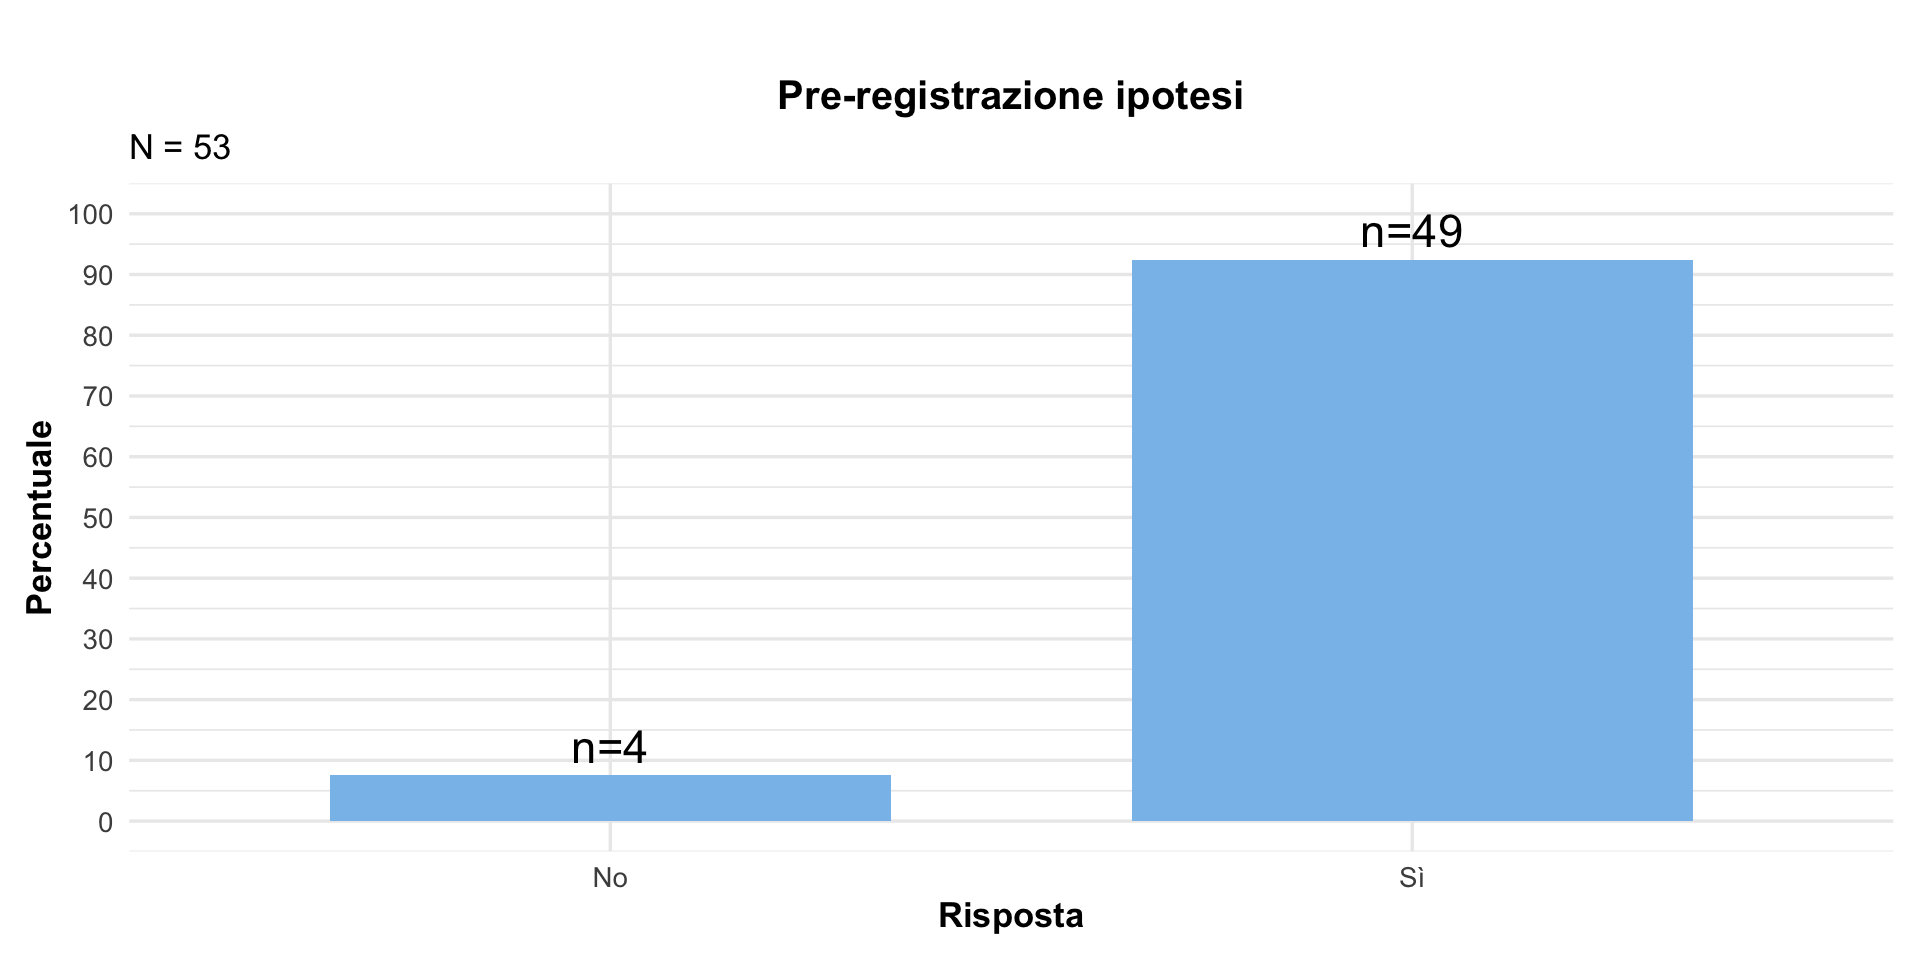 Pre-registrazione ipotesi
N = 53
100
90
80
70
60
50
40
30
20
10
0
Percentuale
n=4
n=49
No
Sì
Risposta